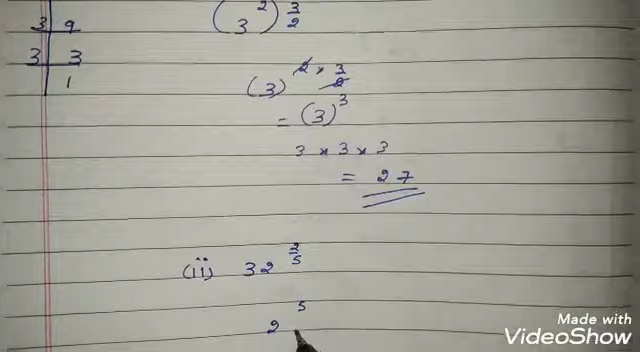 3 | 9
3 | 3
1
(3^2)^{3/2}
(3)^{2 × 3/2}
= (3)^3
3 × 3 × 3
= 27
(ii) 32^{2/5}
2^5
Made with
VideoShow